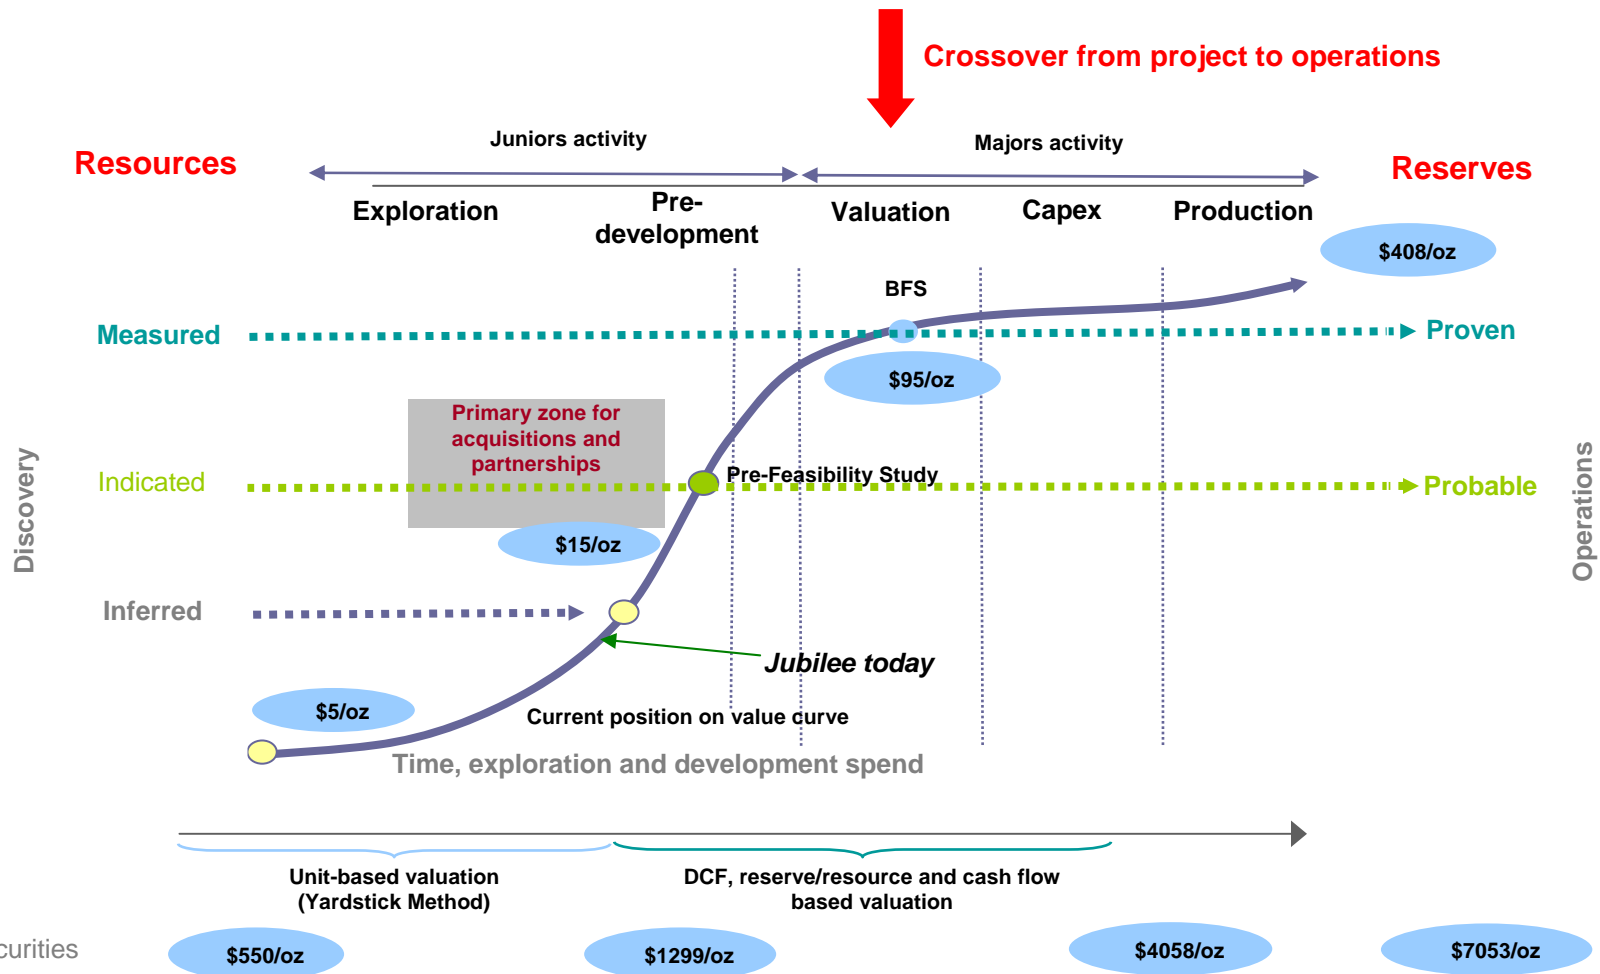 Crossover from project to operations
Juniors activity
Majors activity
Resources
Reserves
Exploration
Pre-
development
Valuation
Capex
Production
$408/oz
BFS
Measured
Proven
$95/oz
Primary zone for
acquisitions and
partnerships
Discovery
Indicated
Pre-Feasibility Study
Probable
Operations
$15/oz
Inferred
Jubilee today
$5/oz
Current position on value curve
Time, exploration and development spend
Unit-based valuation
(Yardstick Method)
DCF, reserve/resource and cash flow
based valuation
curities
$550/oz
$1299/oz
$4058/oz
$7053/oz